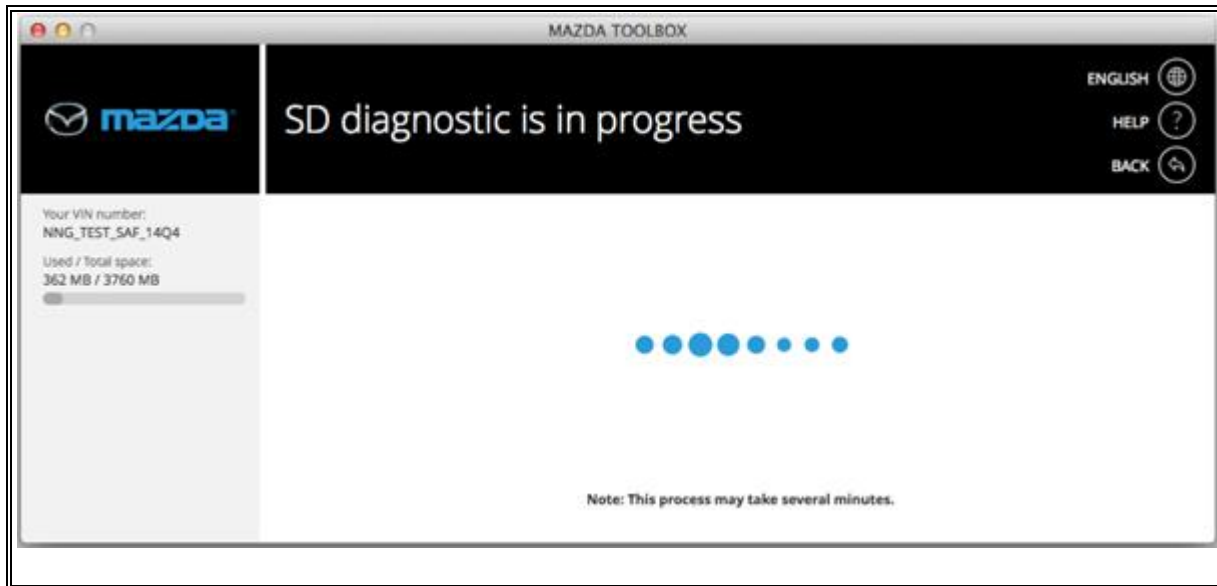 MAZDA TOOLBOX
mazda
SD diagnostic is in progress
ENGLISH
HELP
?
BACK
Your VIN number:
NNG_TEST_SAF_14Q4
Used / Total space:
362 MB / 3760 MB
Note: This process may take several minutes.